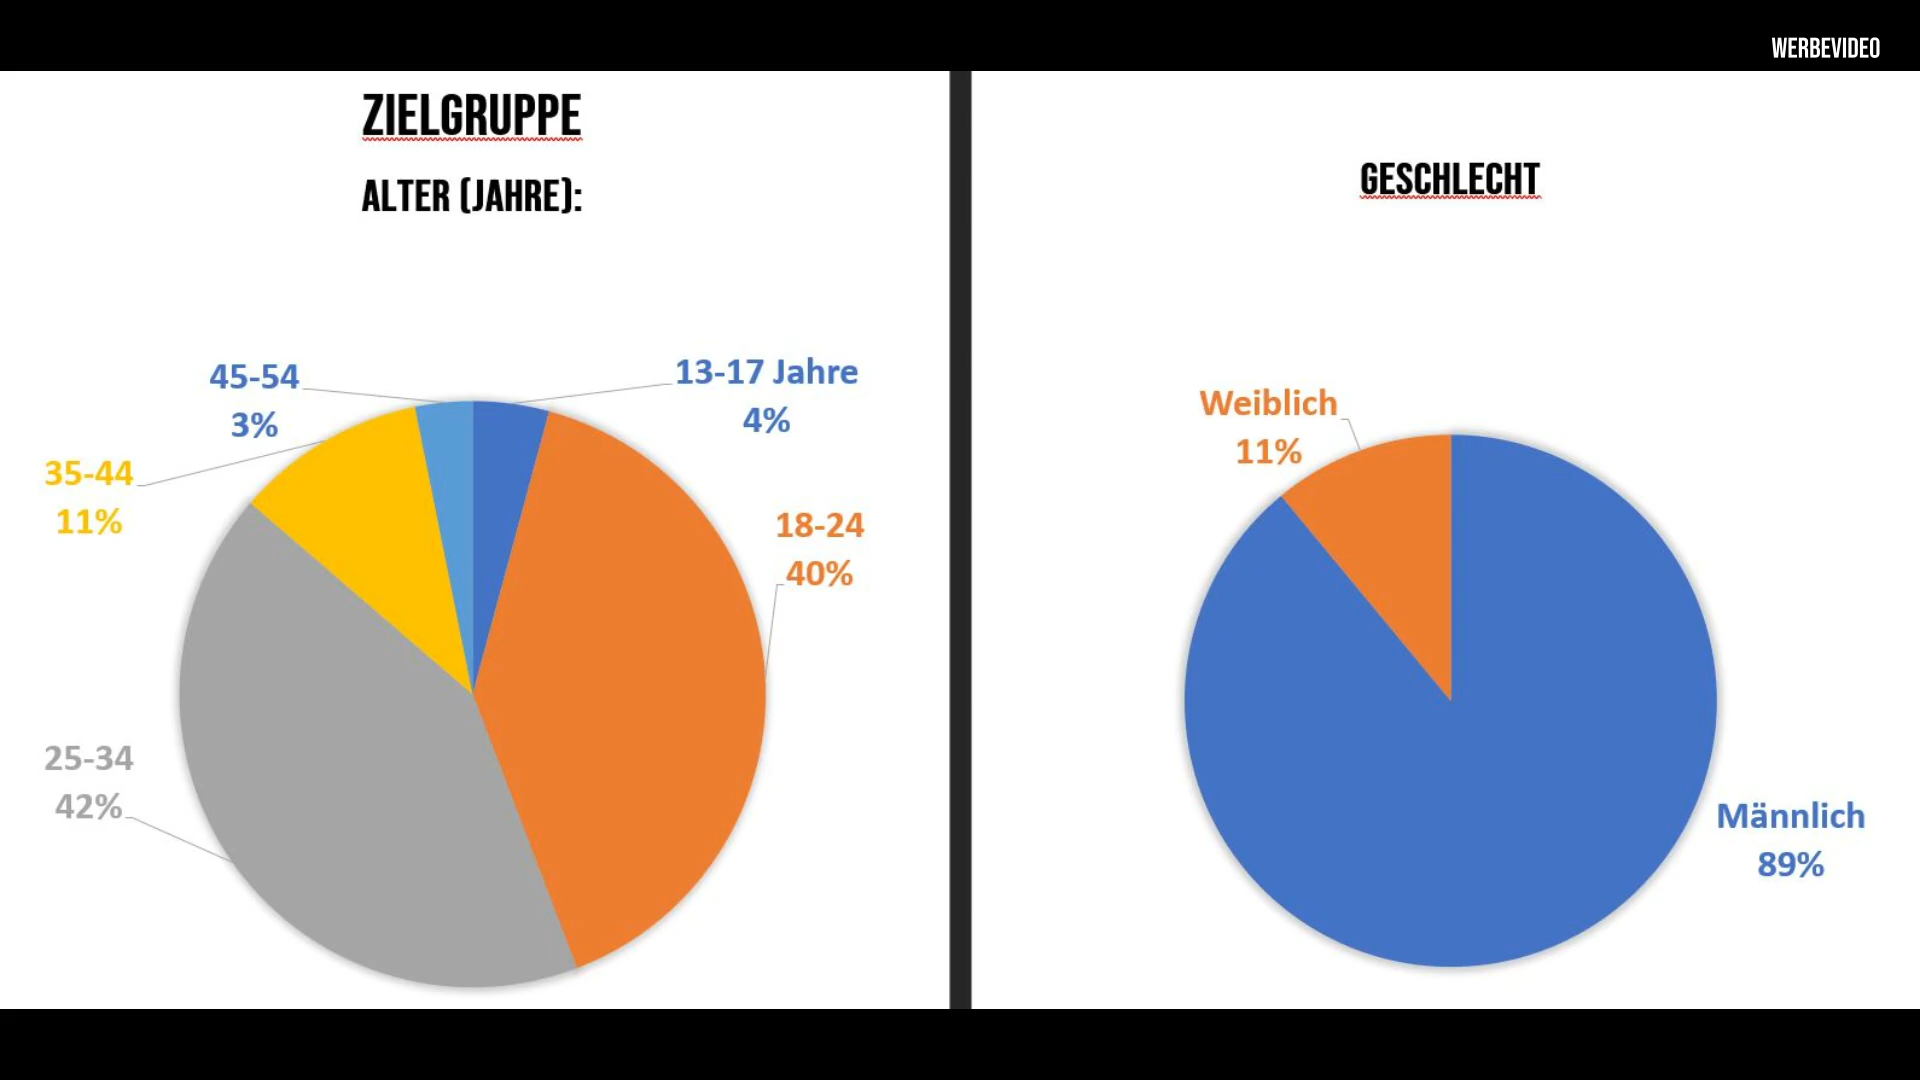 WERBEVIDEO
ZIELGRUPPE
ALTER (JAHRE):
45-54
3%
13-17 Jahre
4%
35-44
11%
18-24
40%
25-34
42%
GESCHLECHT
Weiblich
11%
Männlich
89%